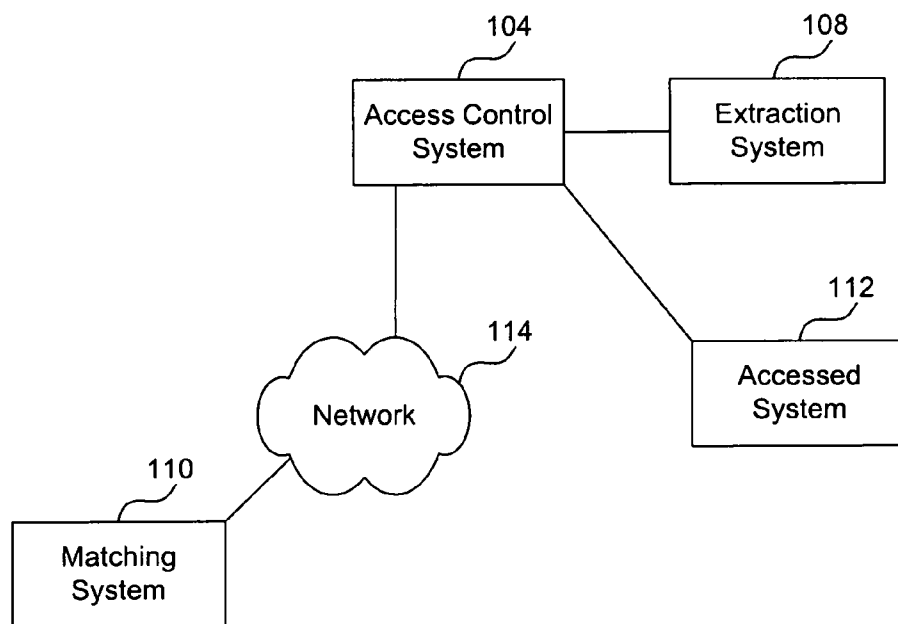 104
108
Access Control
System
Extraction
System
112
114
Accessed
System
Network
110
Matching
System